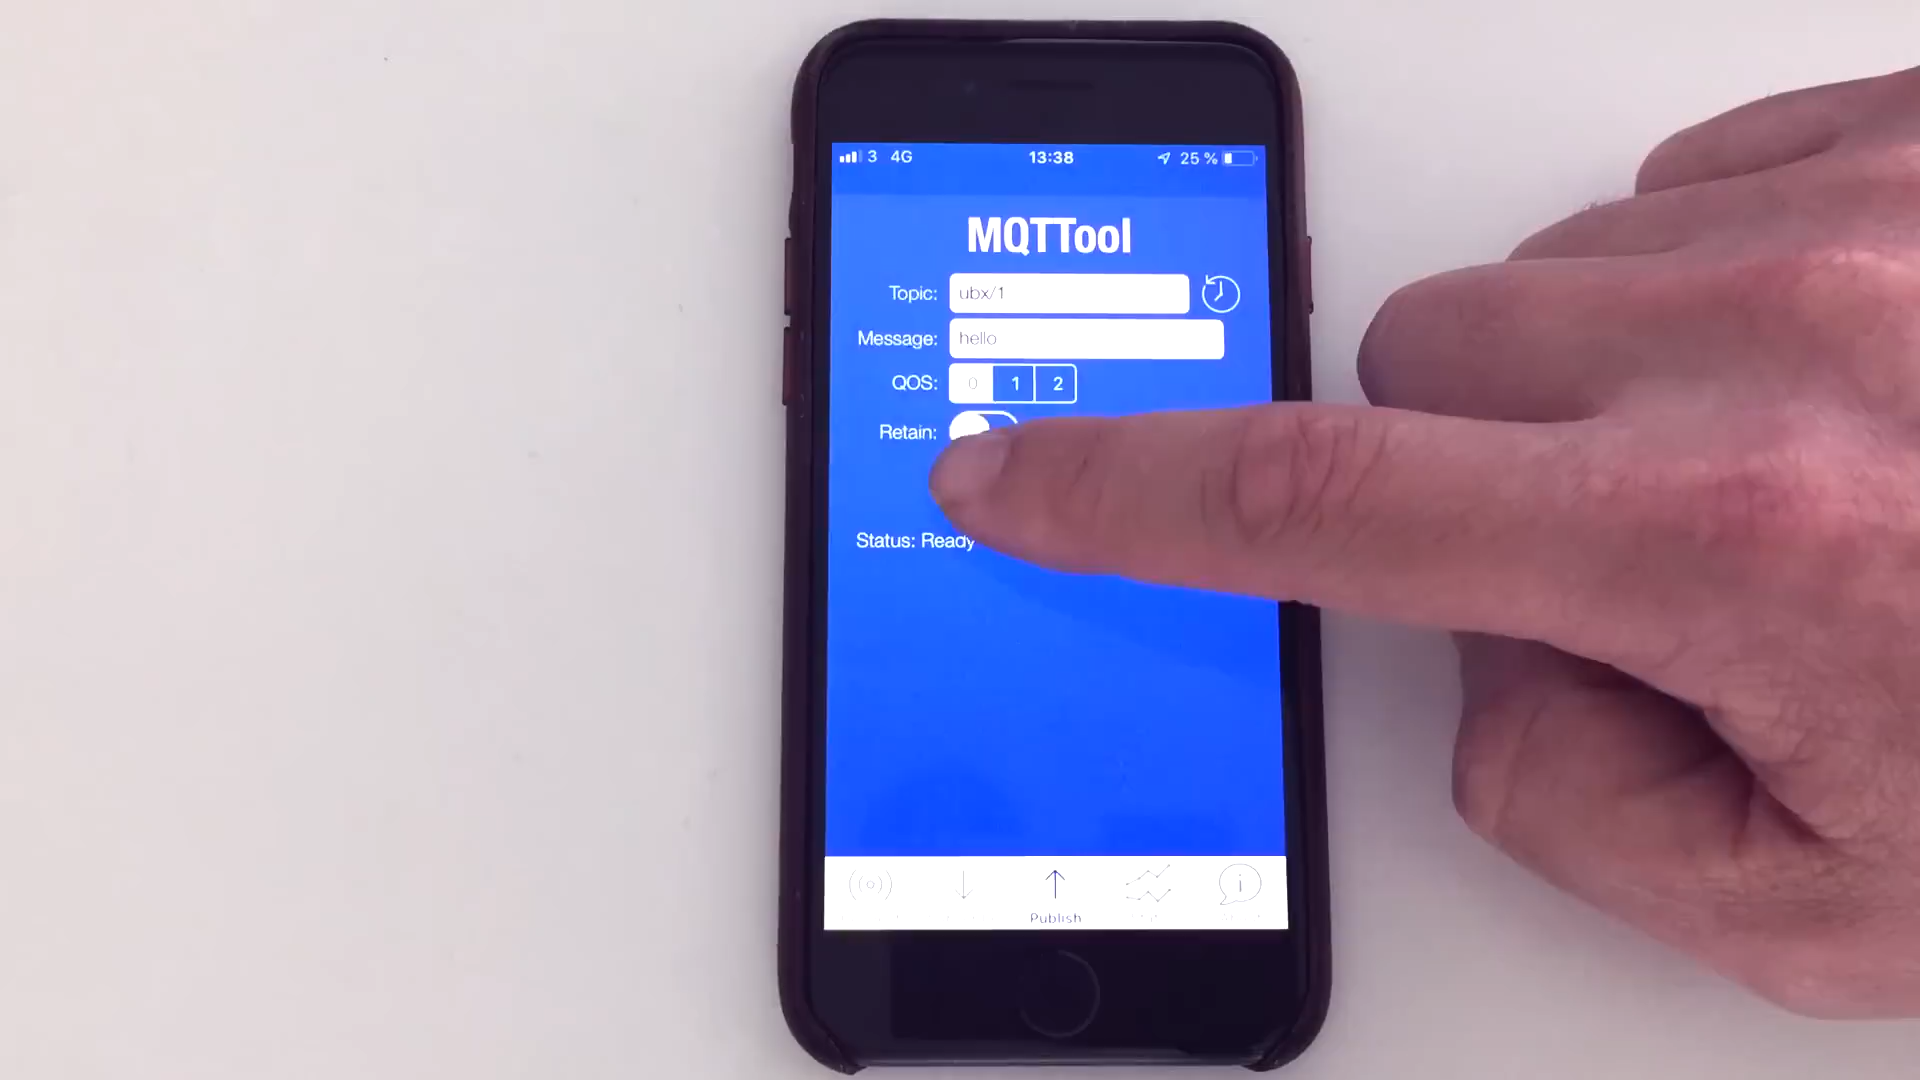 3 4G 13:38 25 %
MQTTool
Topic: ubx/1
Message: hello
QOS: 0 1 2
Retain:
Status: Ready
Publish